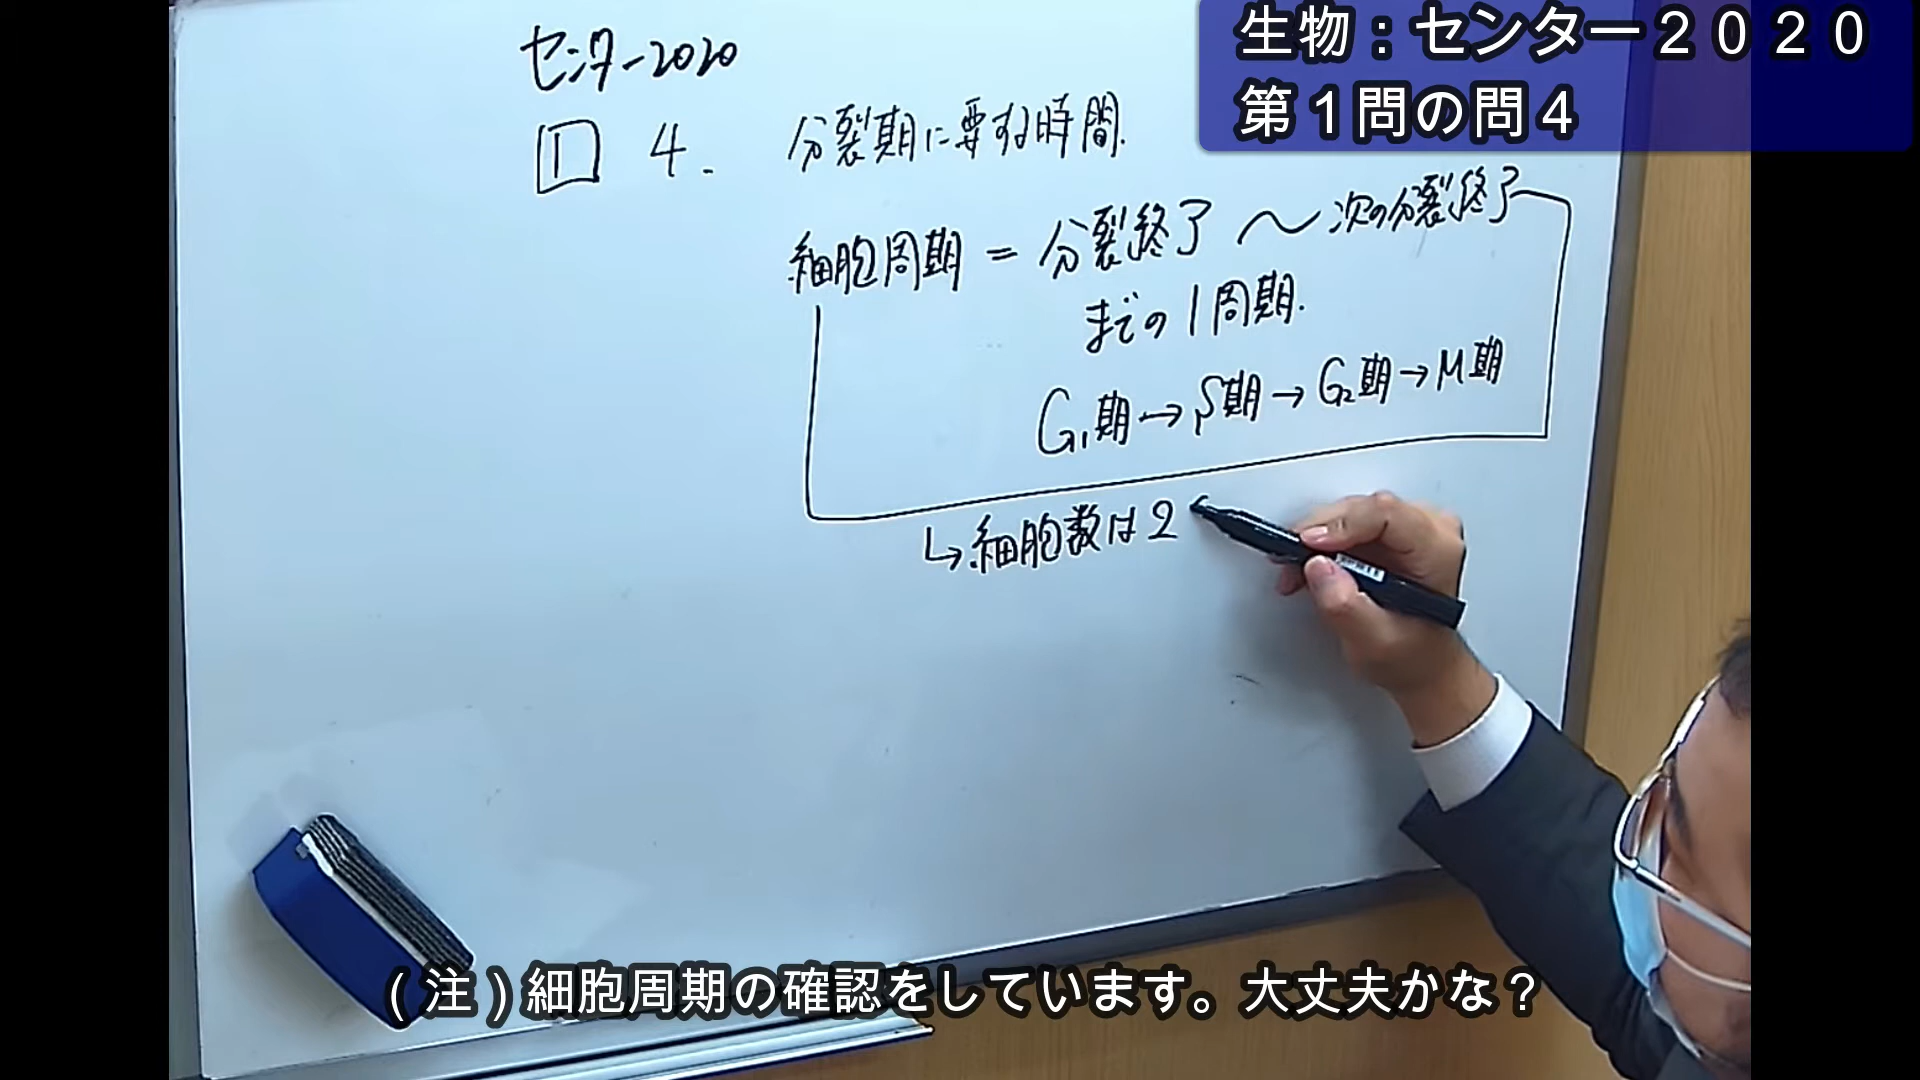 生物：センター２０２０
第１問の問４
センター2020
1 4. 分裂期に要する時間.
細胞周期 = 分裂終了 〜 次の分裂終了
までの1周期.
G₁期→S期→G₂期→M期
↳細胞数は2
(注)細胞周期の確認をしています。大丈夫かな？